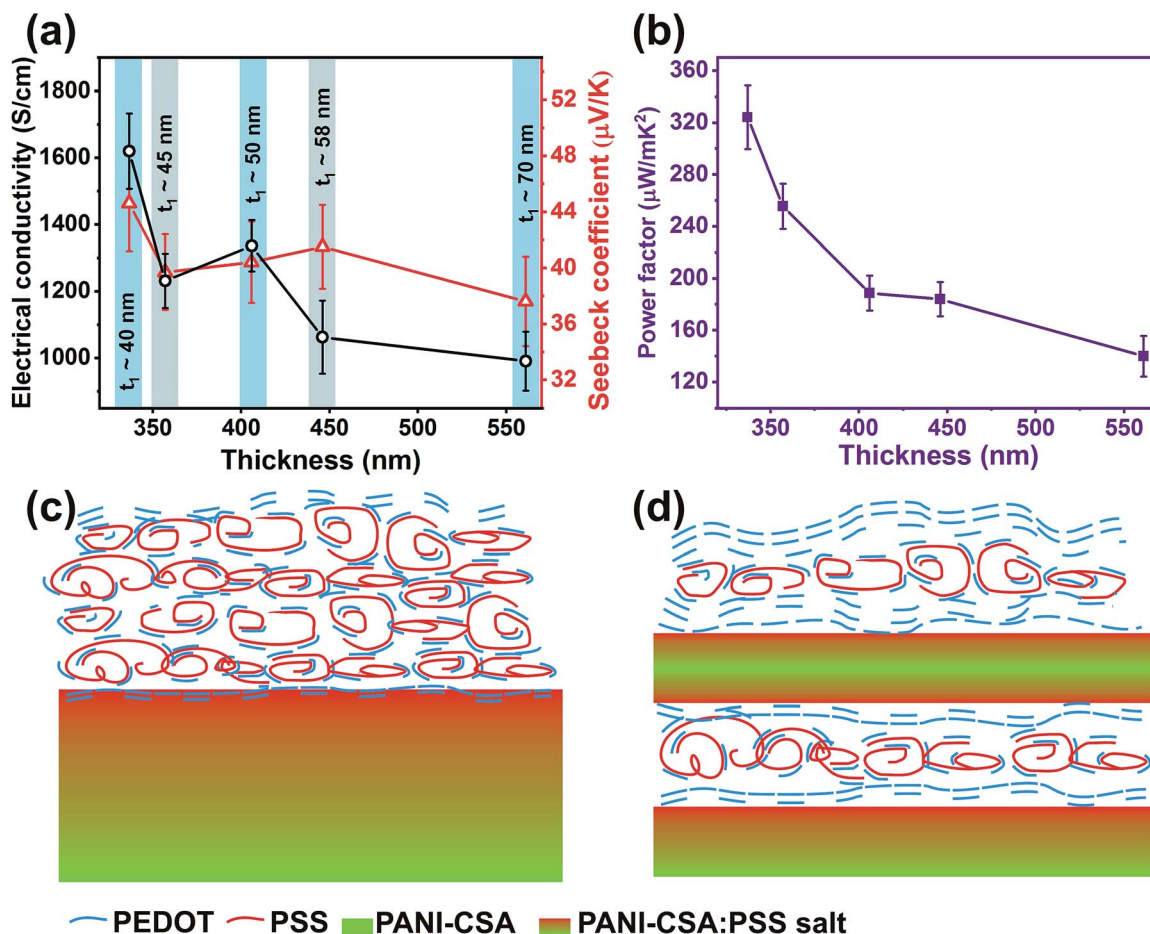 (a)
Electrical conductivity (S/cm)
1800
1600
1400
1200
1000
t₁ ~ 40 nm
t₁ ~ 45 nm
t₁ ~ 50 nm
t₁ ~ 58 nm
t₁ ~ 70 nm
52
48
44
40
36
32
Seebeck coefficient (μV/K)
350 400 450 500 550
Thickness (nm)
(b)
Power factor (μW/mK²)
360
320
280
240
200
160
120
350 400 450 500 550
Thickness (nm)
(c)
(d)
PEDOT PSS PANI-CSA PANI-CSA:PSS salt